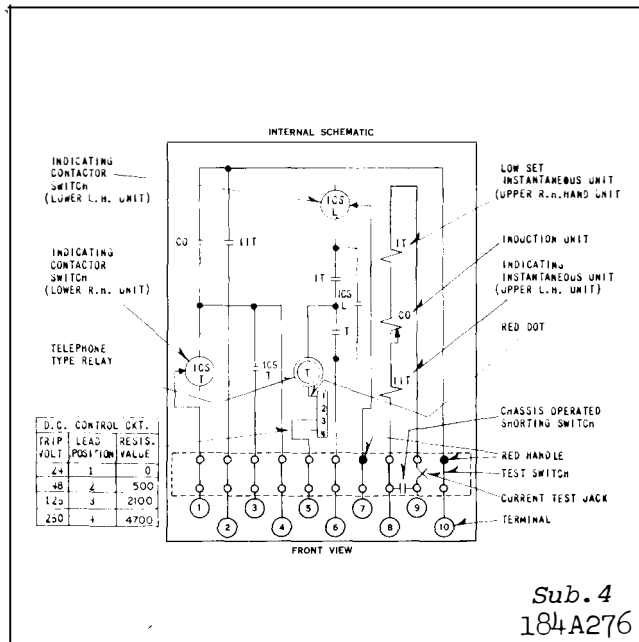 INTERNAL SCHEMATIC
INDICATING
CONTACTOR
SWITCH
(LOWER L.H. UNIT)
INDICATING
CONTACTOR
SWITCH
(LOWER R.H. UNIT)
TELEPHONE
TYPE RELAY
D.C. CONTROL CKT.
TRIP LEAD RESIS.
VOLT POSITION VALUE
24 1 0
48 2 500
125 3 2100
250 4 4700
ICS
L
CO
IIT
IT
IT
ICS
L
T
CO
ICS
T
ICS
T
T
IIT
1
2
3
4
LOW SET
INSTANTANEOUS UNIT
(UPPER R.H.HAND UNIT
INDUCTION UNIT
INDICATING
INSTANTANEOUS UNIT
(UPPER L.H. UNIT)
RED DOT
CHASSIS OPERATED
SHORTING SWITCH
RED HANDLE
TEST SWITCH
CURRENT TEST JACK
TERMINAL
1 3 5 7 9
2 4 6 8 10
FRONT VIEW
Sub. 4
184A276